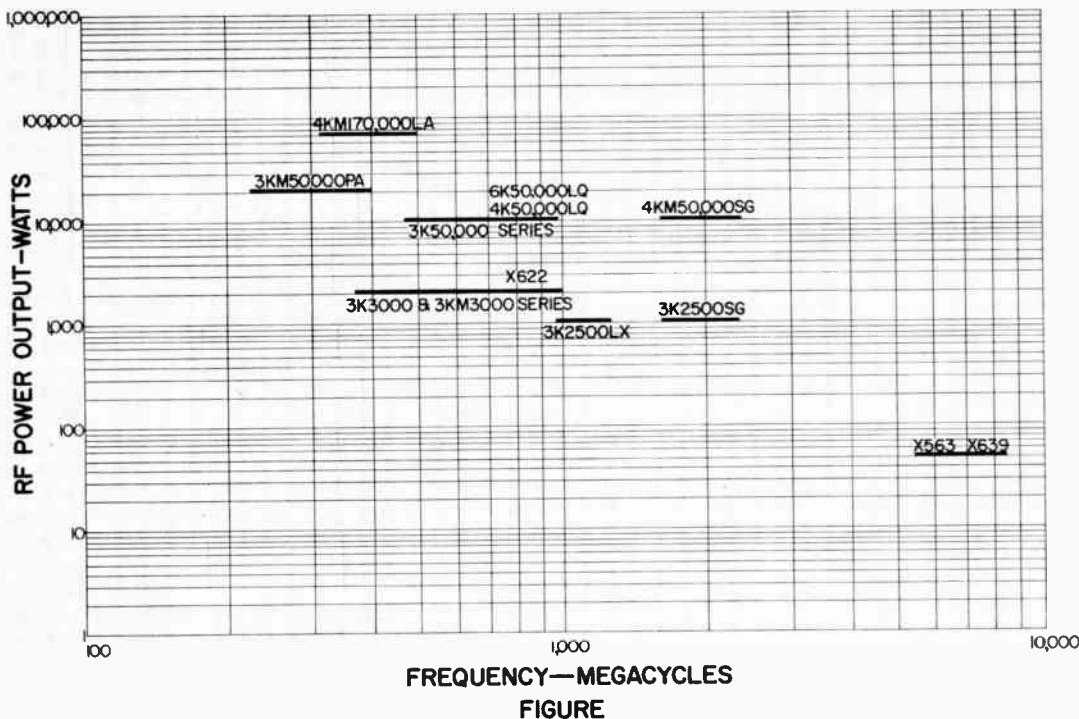 1,000,000
100,000
10,000
1,000
100
10
1
RF POWER OUTPUT-WATTS
4KM170,000LA
3KM50000PA
6K50,000LQ
4K50,000LQ
3K50,000 SERIES
4KM50,000SG
X622
3K3000 & 3KM3000 SERIES
3K2500LX
3K2500SG
X563 X639
100
1,000
10,000
FREQUENCY—MEGACYCLES
FIGURE